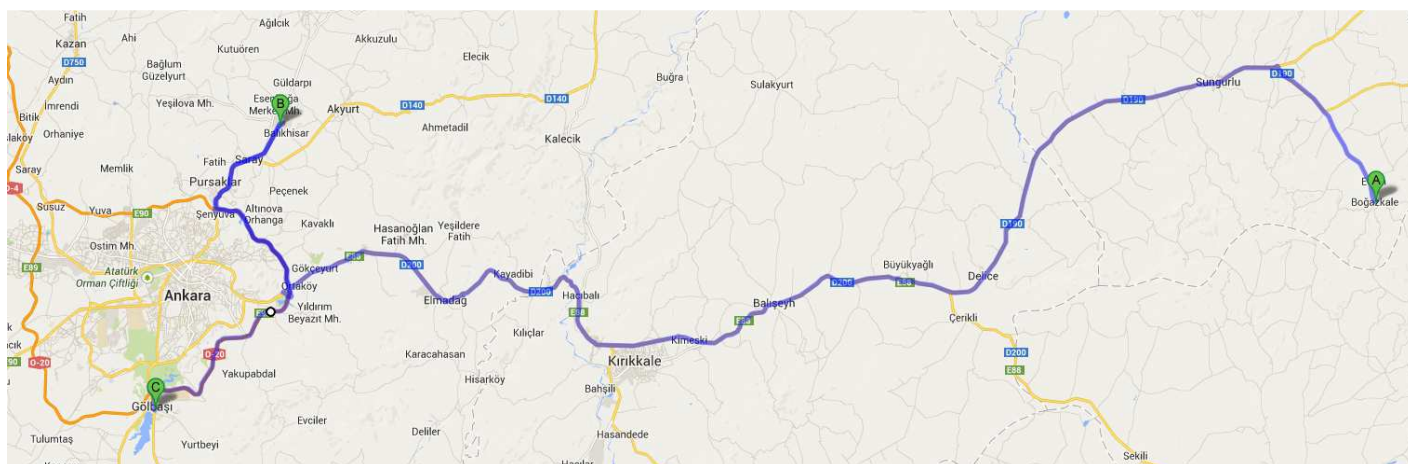 Fatih
Ağılcık
Kazan
Ahi
Akkuzulu
Kutuören
Elecik
D750
Bağlum
Güzelyurt
Güldarpı
Buğra
Sulakyurt
Aydın
Yeşilova Mh.
B
Merkez Mh.
Akyurt
D140
D140
İmrendi
Bitik
Orhaniye
Balıkhisar
Ahmetadil
Kalecik
Sungurlu
D190
D190
Saray
Fatih
Saray
Memlik
Pursaklar
Peçenek
O-4
Susuz
Yuva
E90
Şenyuva
Altınova
Orhanga
Kavaklı
Hasanoğlan
Fatih Mh.
Yeşildere
Fatih
A
Boğazkale
D190
Ostim Mh.
E89
Atatürk
Orman Çiftliği
Gökçeyurt
D200
Kayadibi
Büyükyağlı
Delice
Ankara
Ortaköy
Elmadağ
D200
Hacıbalı
D200
Yıldırım
Beyazıt Mh.
E88
Balışeyh
Çerikli
Kılıçlar
Kırıkkale
Karacahasan
D200
E88
O-20
O-20
Yakupabdal
Hisarköy
Bahşili
C
Gölbaşı
Evciler
Tulumtaş
Yurtbeyi
Deliler
Hasandede
Sekili